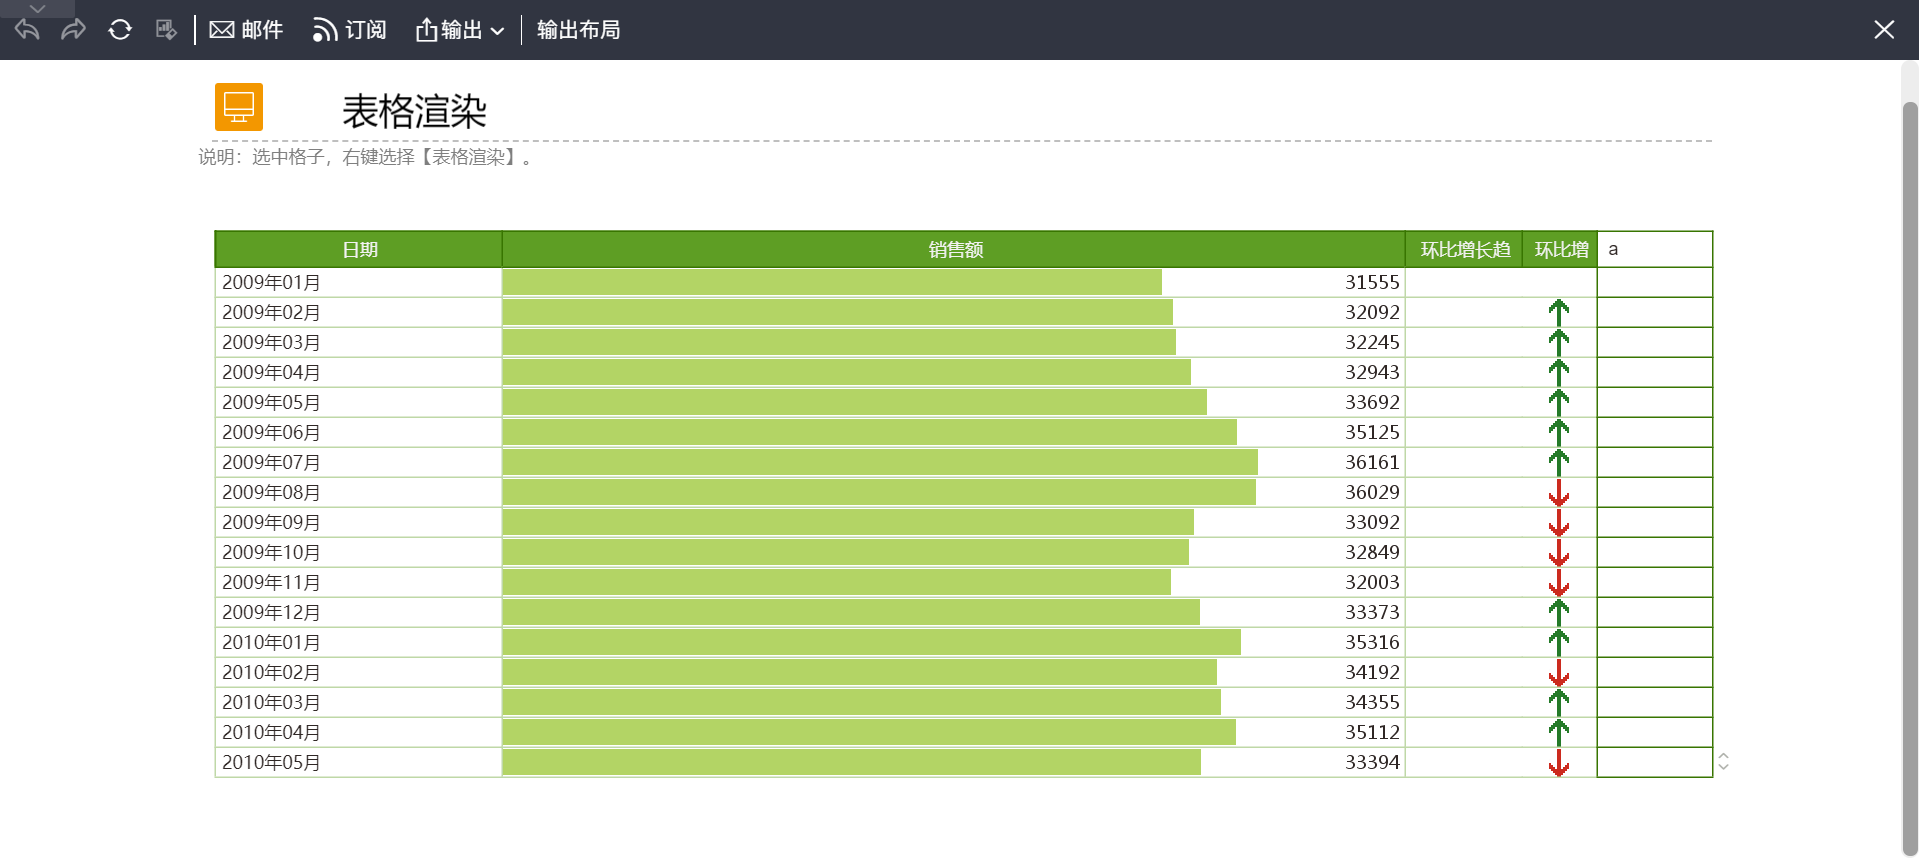 邮件 订阅 输出 输出布局
表格渲染
说明：选中格子，右键选择【表格渲染】。
日期 销售额 环比增长趋 环比增 a
2009年01月 31555
2009年02月 32092
2009年03月 32245
2009年04月 32943
2009年05月 33692
2009年06月 35125
2009年07月 36161
2009年08月 36029
2009年09月 33092
2009年10月 32849
2009年11月 32003
2009年12月 33373
2010年01月 35316
2010年02月 34192
2010年03月 34355
2010年04月 35112
2010年05月 33394